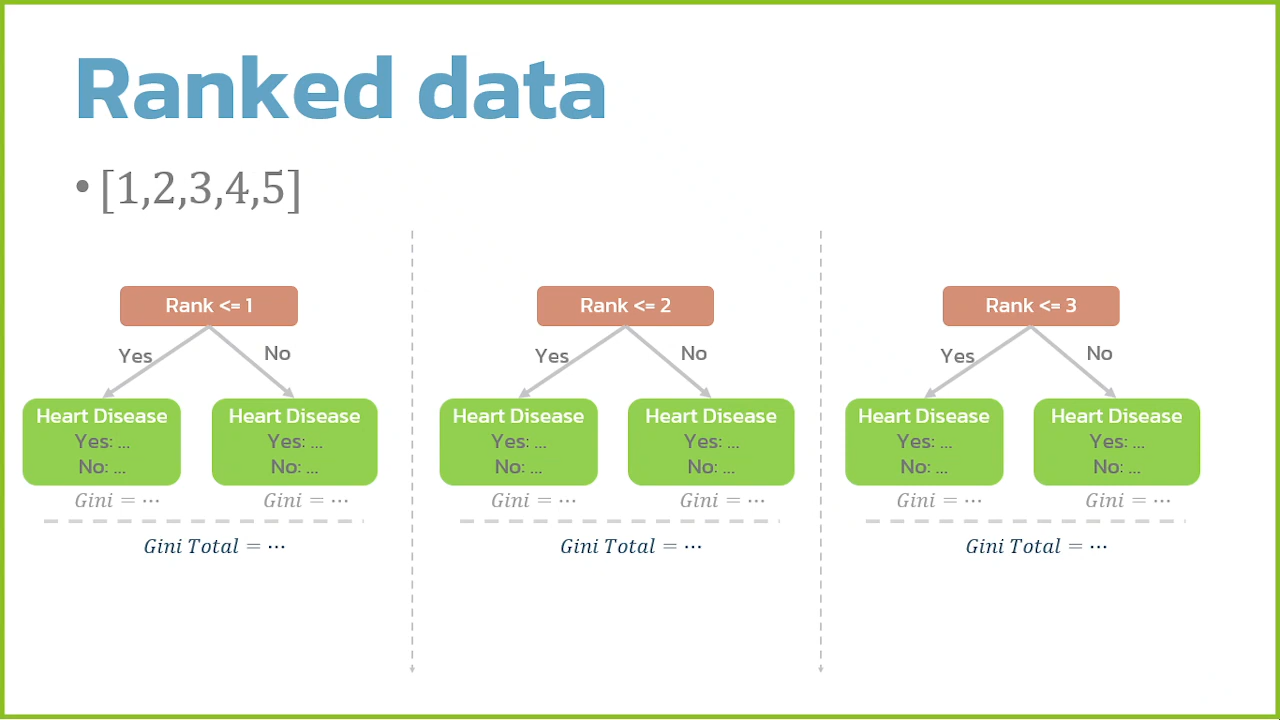 Ranked data
• [1,2,3,4,5]
Rank <= 1
Yes
No
Heart Disease
Yes: ...
No: ...
Gini = ⋯
Heart Disease
Yes: ...
No: ...
Gini = ⋯
Gini Total = ⋯
Rank <= 2
Yes
No
Heart Disease
Yes: ...
No: ...
Gini = ⋯
Heart Disease
Yes: ...
No: ...
Gini = ⋯
Gini Total = ⋯
Rank <= 3
Yes
No
Heart Disease
Yes: ...
No: ...
Gini = ⋯
Heart Disease
Yes: ...
No: ...
Gini = ⋯
Gini Total = ⋯